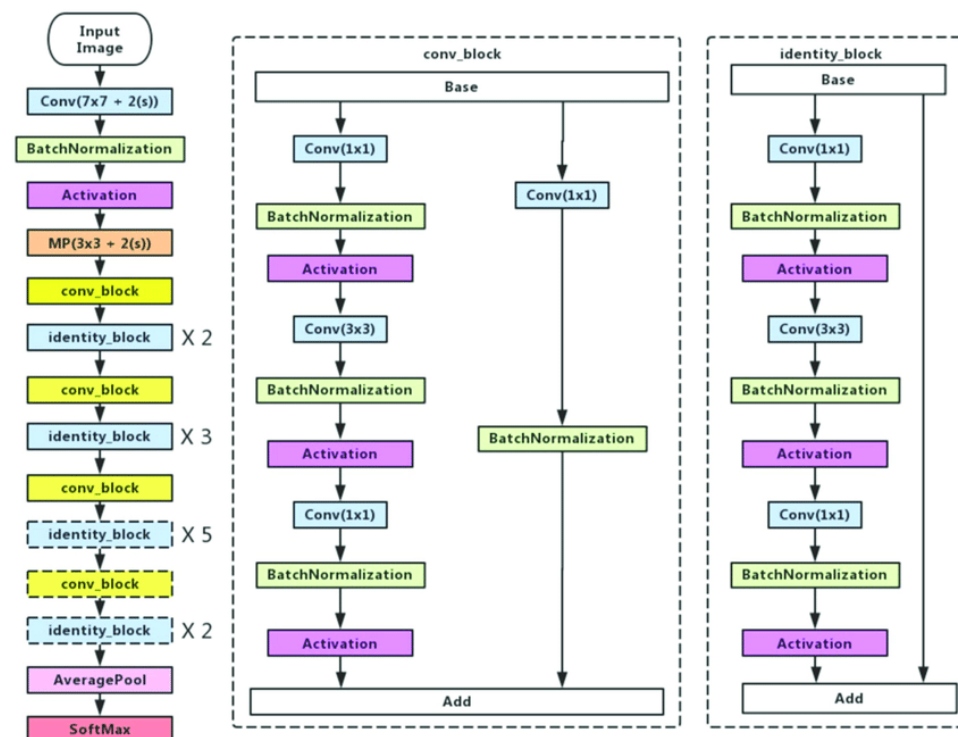 Input
Image
Conv(7x7 + 2(s))
BatchNormalization
Activation
MP(3x3 + 2(s))
conv_block
identity_block X 2
conv_block
identity_block X 3
conv_block
identity_block X 5
conv_block
identity_block X 2
AveragePool
SoftMax
conv_block
Base
Conv(1x1)
BatchNormalization
Activation
Conv(3x3)
BatchNormalization
Activation
Conv(1x1)
BatchNormalization
Activation
Conv(1x1)
BatchNormalization
Add
identity_block
Base
Conv(1x1)
BatchNormalization
Activation
Conv(3x3)
BatchNormalization
Activation
Conv(1x1)
BatchNormalization
Activation
Add